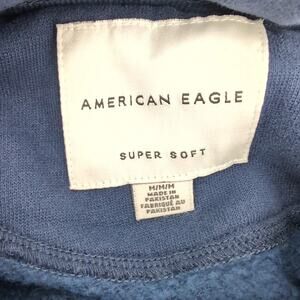 AMERICAN EAGLE
SUPER SOFT
M/M/M
MADE IN
PAKISTAN
FABRIQUÉ AU
PAKISTAN